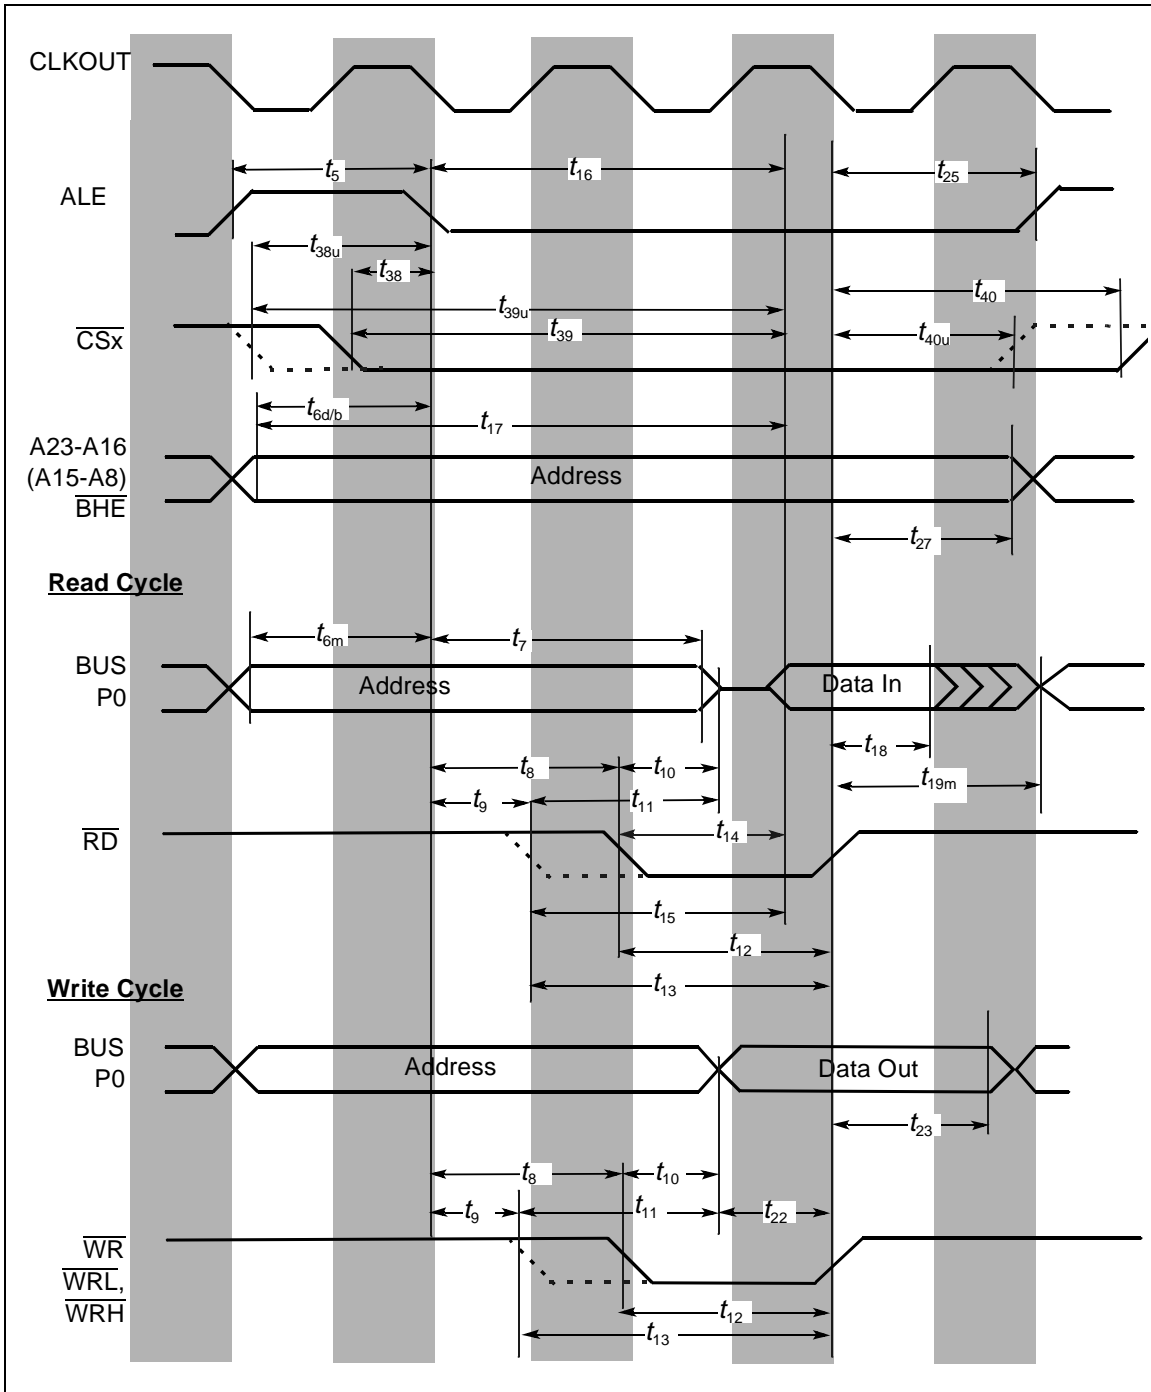 CLKOUT
t5 t16 t25
ALE
t38u
t38
t40
t39u
t39
t40u
CSx
t6d/b
t17
A23-A16
(A15-A8)
BHE
Address
t27
Read Cycle
t6m t7
BUS
P0
Address Data In
t18
t8 t10
t19m
t9 t11
t14
RD
t15
t12
t13
Write Cycle
BUS
P0
Address Data Out
t23
t8 t10
t9 t11 t22
WR
WRL,
WRH
t12
t13